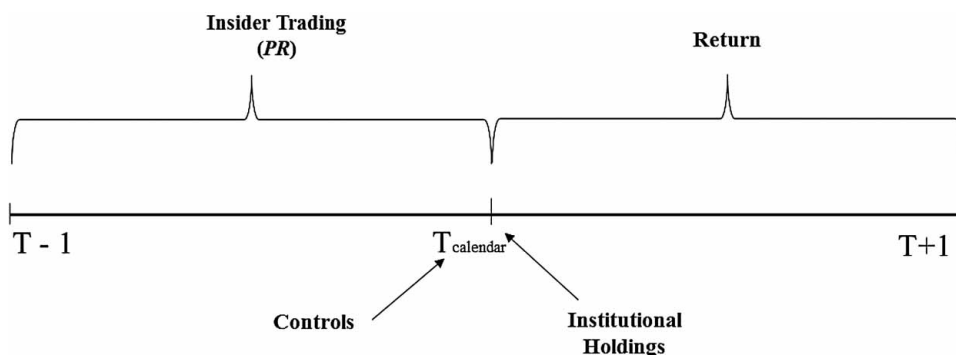 Insider Trading
(PR)
Return
T - 1
T calendar
T+1
Controls
Institutional
Holdings